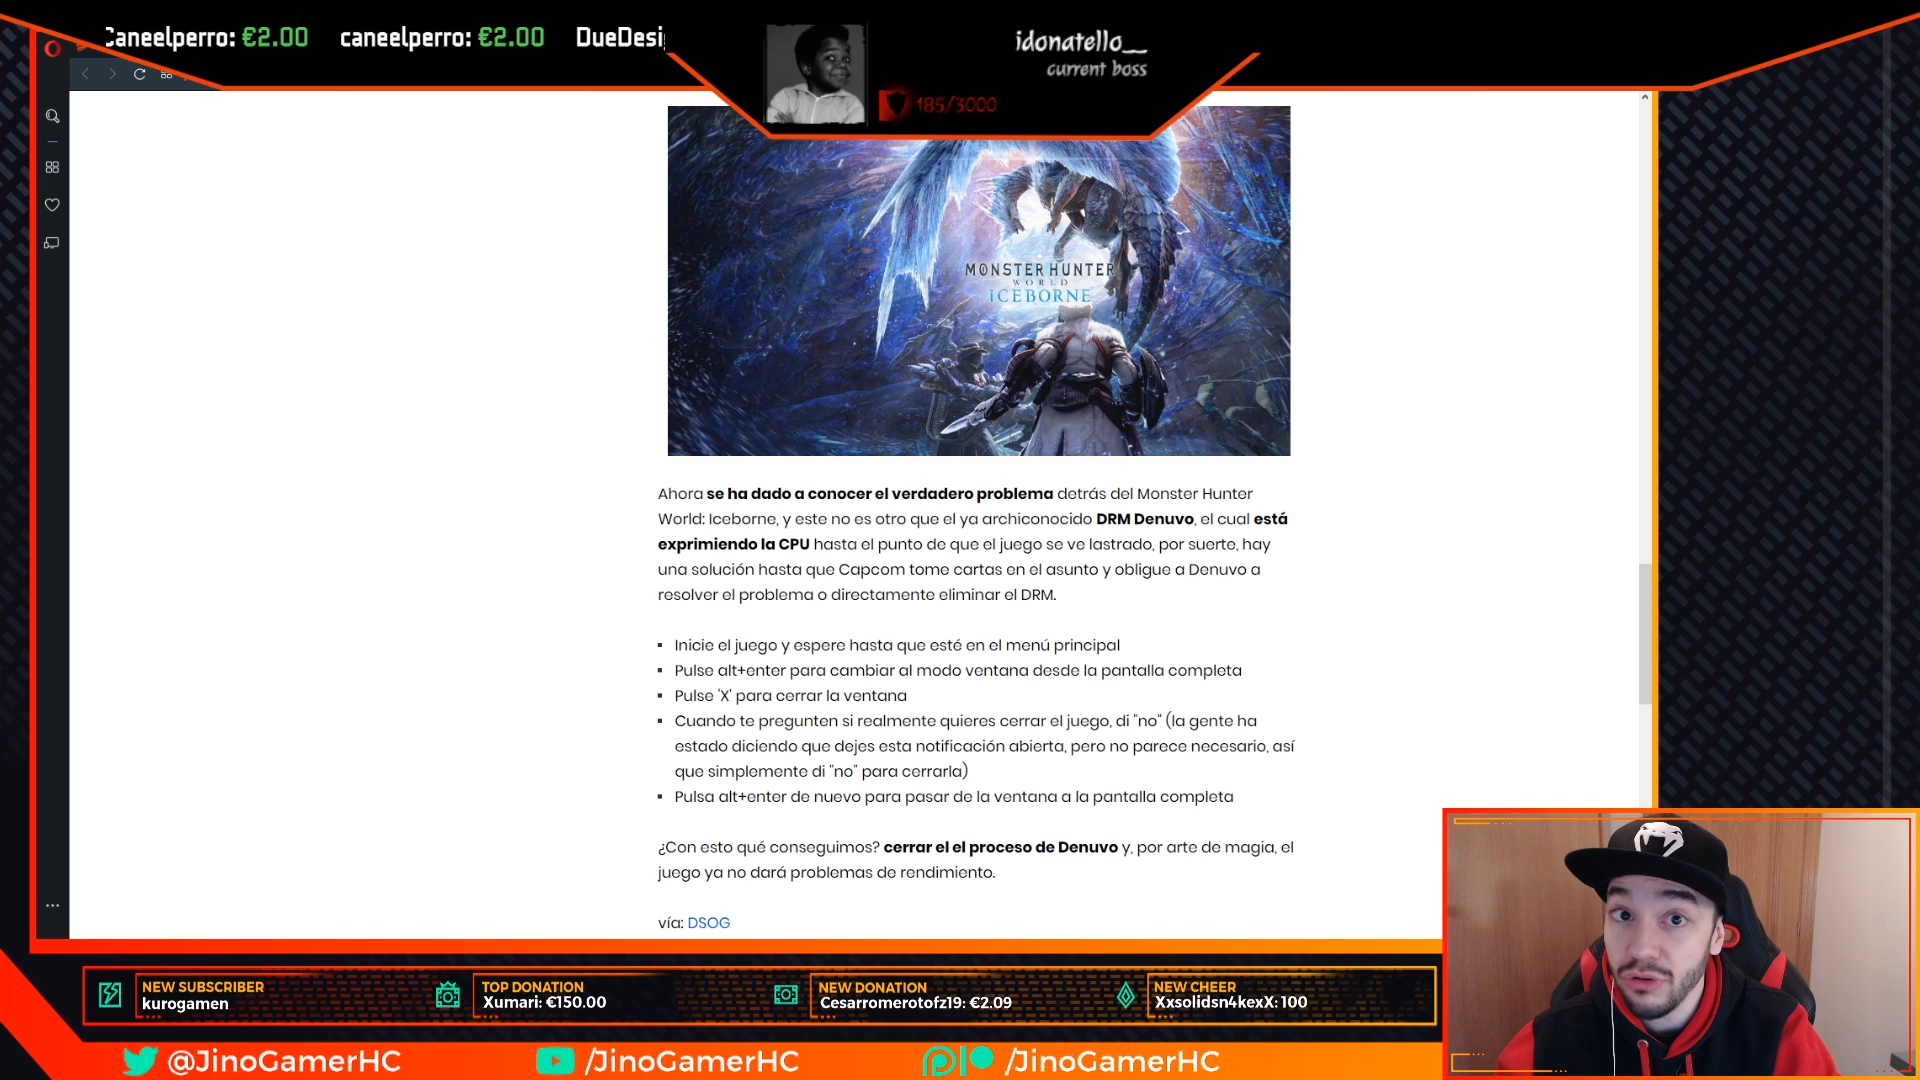 Caneelperro: €2.00 caneelperro: €2.00 DueDesi
idonatello__
current boss
185/3000
MONSTER HUNTER
WORLD
ICEBORNE
Ahora se ha dado a conocer el verdadero problema detrás del Monster Hunter
World: Iceborne, y este no es otro que el ya archiconocido DRM Denuvo, el cual está
exprimiendo la CPU hasta el punto de que el juego se ve lastrado, por suerte, hay
una solución hasta que Capcom tome cartas en el asunto y obligue a Denuvo a
resolver el problema o directamente eliminar el DRM.
▪ Inicie el juego y espere hasta que esté en el menú principal
▪ Pulse alt+enter para cambiar al modo ventana desde la pantalla completa
▪ Pulse 'X' para cerrar la ventana
▪ Cuando te pregunten si realmente quieres cerrar el juego, di "no" (la gente ha
estado diciendo que dejes esta notificación abierta, pero no parece necesario, así
que simplemente di "no" para cerrarla)
▪ Pulsa alt+enter de nuevo para pasar de la ventana a la pantalla completa
¿Con esto qué conseguimos? cerrar el el proceso de Denuvo y, por arte de magia, el
juego ya no dará problemas de rendimiento.
vía: DSOG
NEW SUBSCRIBER
kurogamen
TOP DONATION
Xumari: €150.00
NEW DONATION
Cesarromerotofz19: €2.09
NEW CHEER
Xxsolidsn4kexX: 100
@JinoGamerHC
/JinoGamerHC
/JinoGamerHC